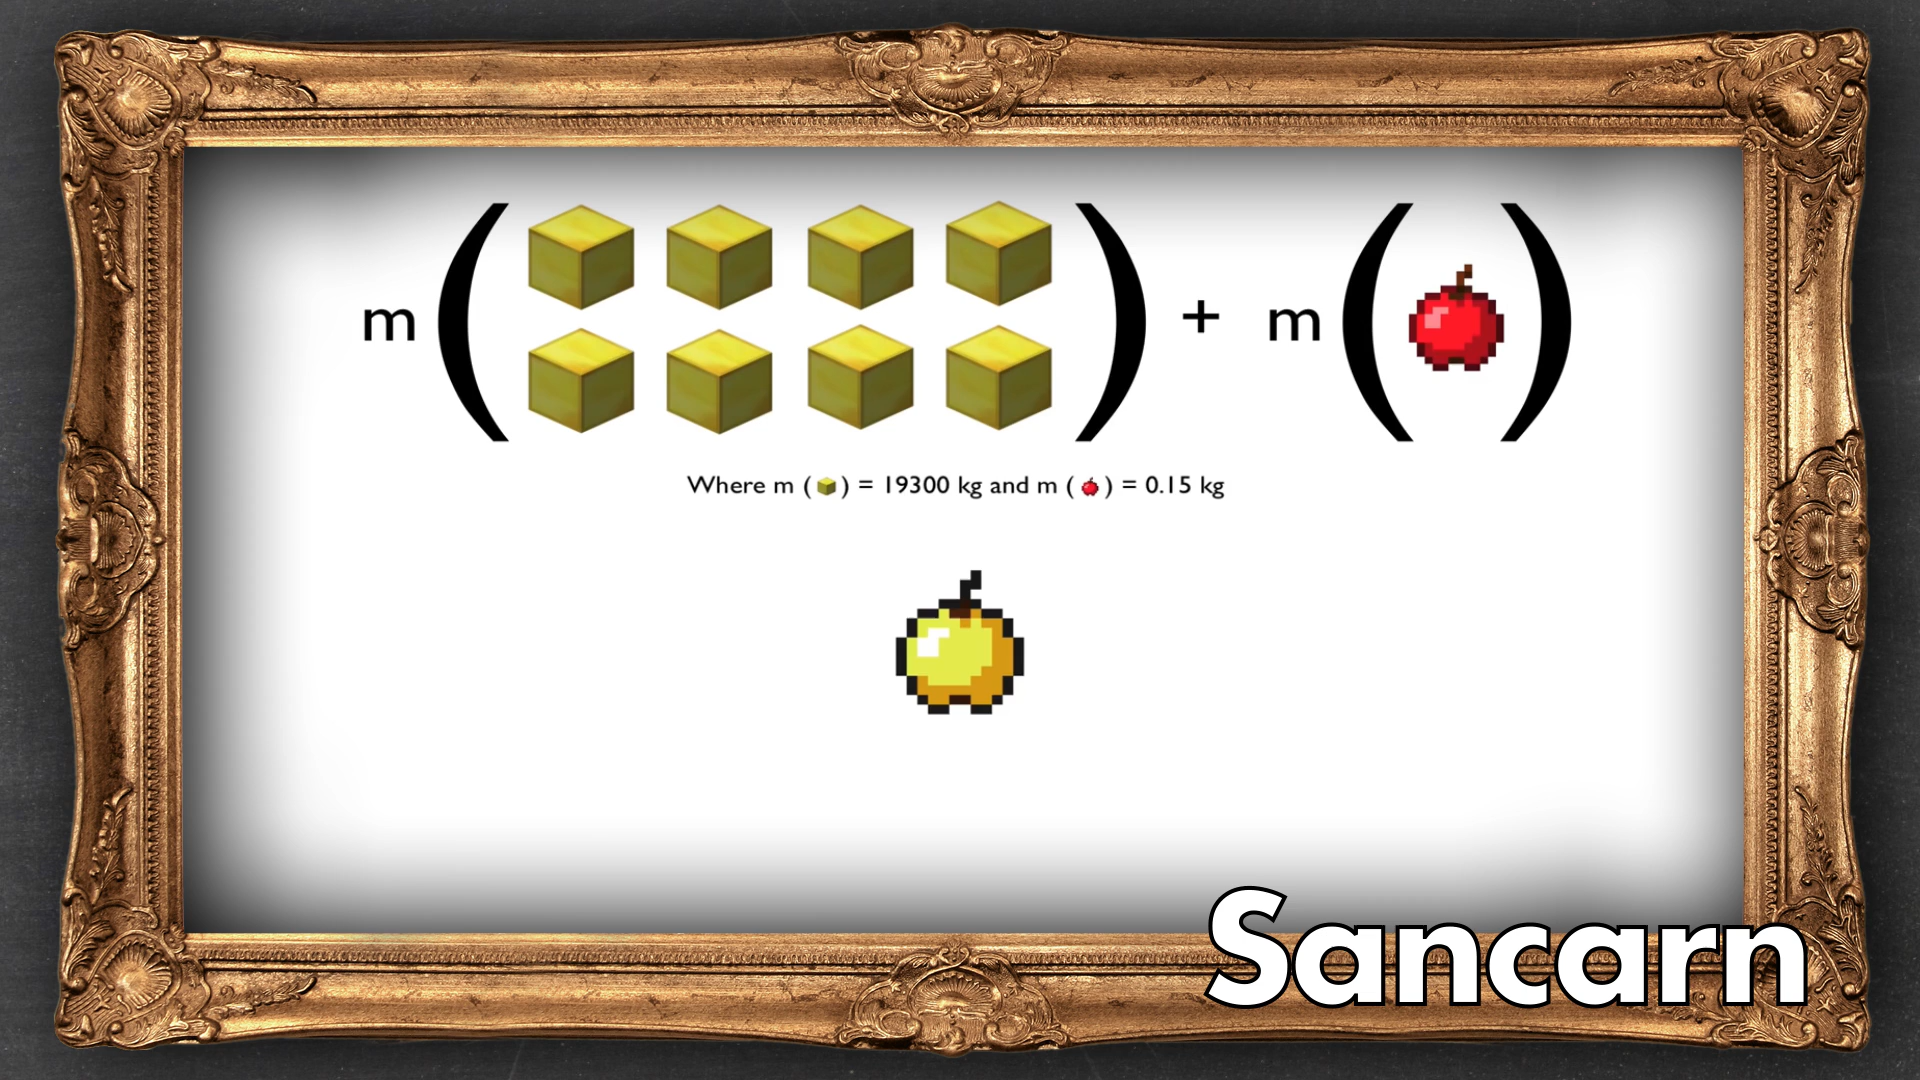 m ( ) + m ( )
Where m ( ) = 19300 kg and m ( ) = 0.15 kg
Sancarn